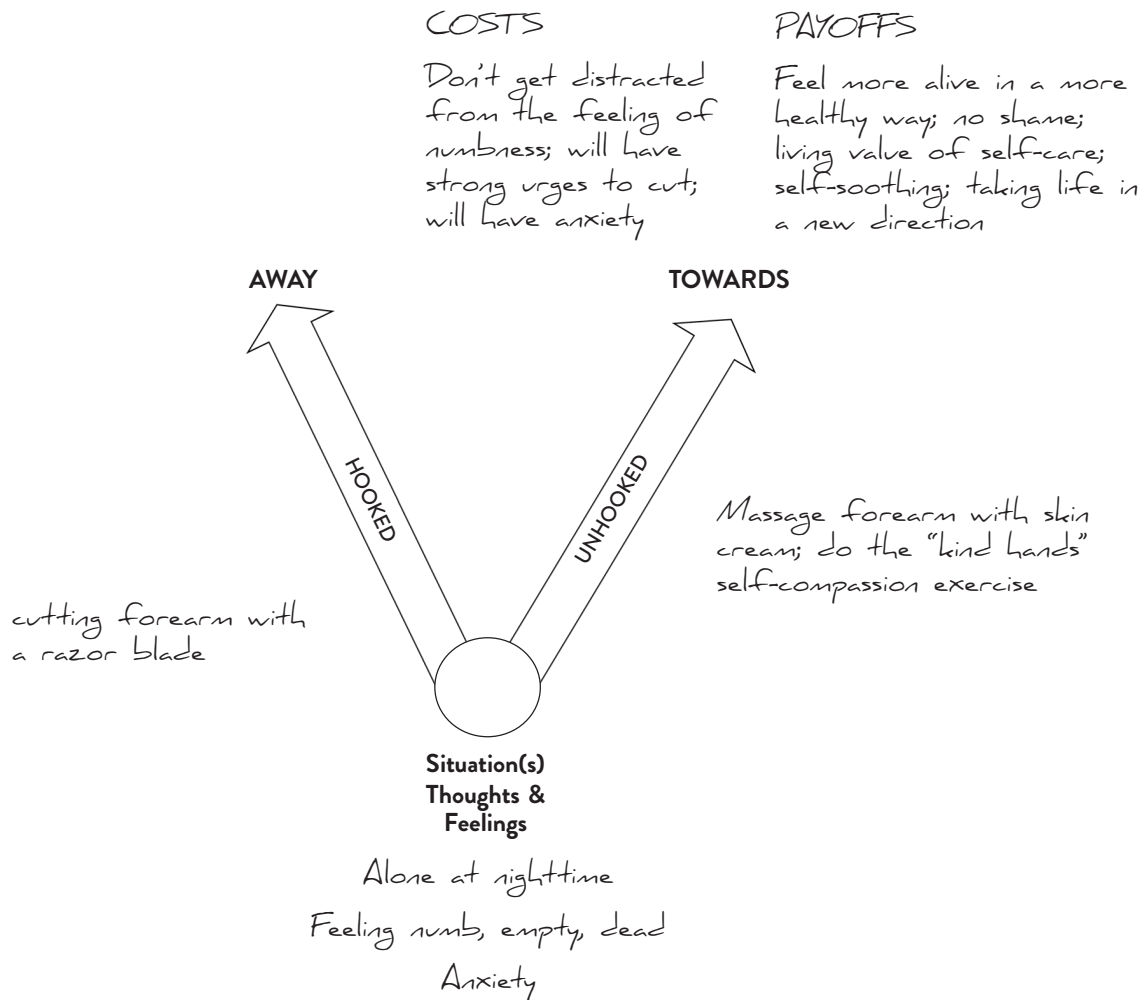 COSTS
Don't get distracted
from the feeling of
numbness; will have
strong urges to cut;
will have anxiety
PAYOFFS
Feel more alive in a more
healthy way; no shame;
living value of self-care;
self-soothing; taking life in
a new direction
AWAY
TOWARDS
HOOKED
UNHOOKED
Massage forearm with skin
cream; do the “kind hands”
self-compassion exercise
cutting forearm with
a razor blade
Situation(s)
Thoughts &
Feelings
Alone at nighttime
Feeling numb, empty, dead
Anxiety